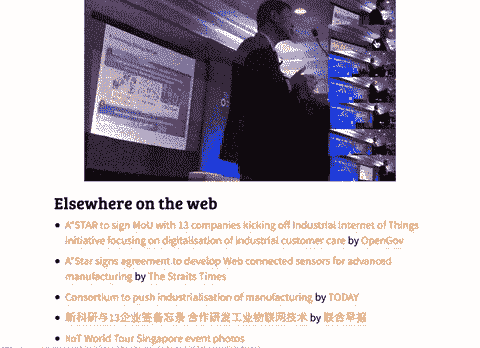 Elsewhere on the web
A*STAR to sign MoU with 13 companies kicking off Industrial Internet of Things
initiative focusing on digitalisation of industrial customer care by OpenGov
A*Star signs agreement to develop Web connected sensors for advanced
manufacturing by The Straits Times
Consortium to push industrialisation of manufacturing by TODAY
新科研与13企业签备忘录 合作研发工业物联网技术 by 联合早报
IIoT World Tour Singapore event photos